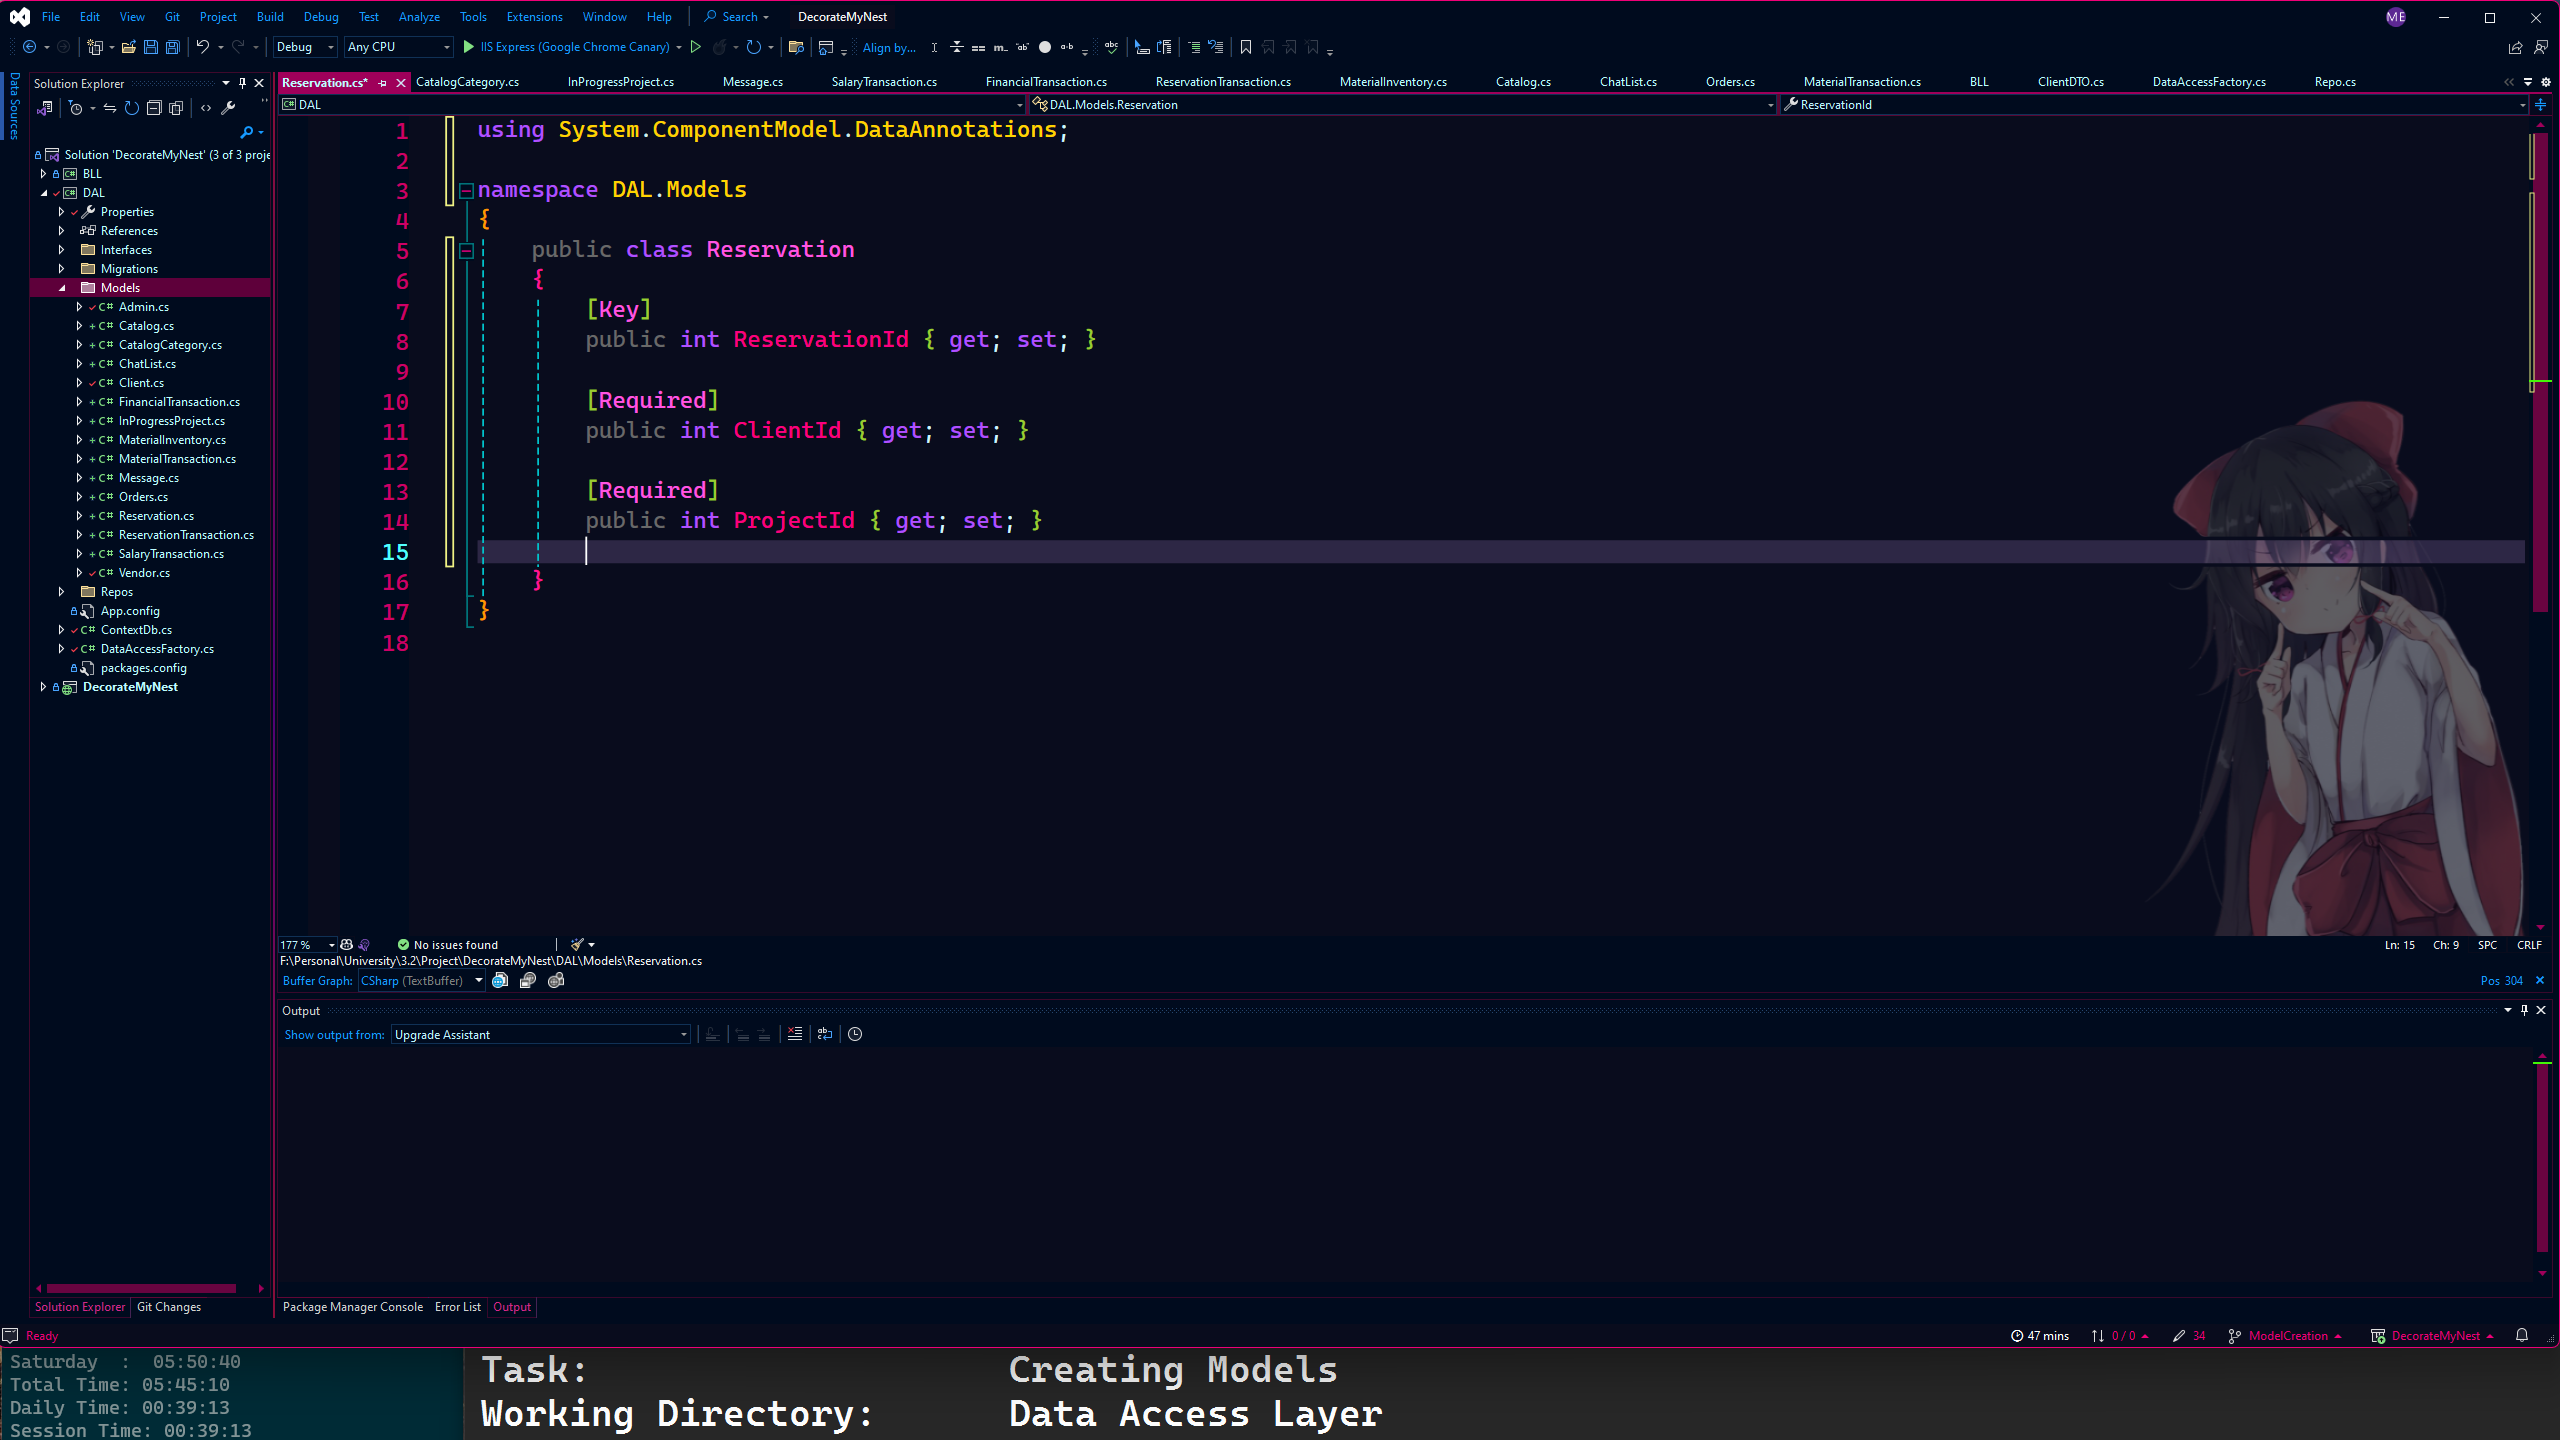 File Edit View Git Project Build Debug Test Analyze Tools Extensions Window Help Search DecorateMyNest ME
Debug Any CPU IIS Express (Google Chrome Canary) Align by...
Data Sources
Solution Explorer
Solution 'DecorateMyNest' (3 of 3 proje
BLL
DAL
Properties
References
Interfaces
Migrations
Models
Admin.cs
Catalog.cs
CatalogCategory.cs
ChatList.cs
Client.cs
FinancialTransaction.cs
InProgressProject.cs
MaterialInventory.cs
MaterialTransaction.cs
Message.cs
Orders.cs
Reservation.cs
ReservationTransaction.cs
SalaryTransaction.cs
Vendor.cs
Repos
App.config
ContextDb.cs
DataAccessFactory.cs
packages.config
DecorateMyNest
Solution Explorer Git Changes
Reservation.cs* CatalogCategory.cs InProgressProject.cs Message.cs SalaryTransaction.cs FinancialTransaction.cs ReservationTransaction.cs MaterialInventory.cs Catalog.cs ChatList.cs Orders.cs MaterialTransaction.cs BLL ClientDTO.cs DataAccessFactory.cs Repo.cs
DAL DAL.Models.Reservation ReservationId
1 using System.ComponentModel.DataAnnotations;
2
3 namespace DAL.Models
4 {
5 public class Reservation
6 {
7 [Key]
8 public int ReservationId { get; set; }
9
10 [Required]
11 public int ClientId { get; set; }
12
13 [Required]
14 public int ProjectId { get; set; }
15
16 }
17 }
18
177 % No issues found Ln: 15 Ch: 9 SPC CRLF
F:\Personal\University\3.2\Project\DecorateMyNest\DAL\Models\Reservation.cs
Buffer Graph: CSharp (TextBuffer) Pos 304
Output
Show output from: Upgrade Assistant
Package Manager Console Error List Output
Ready 47 mins 0 / 0 34 ModelCreation DecorateMyNest
Saturday : 05:50:40
Total Time: 05:45:10
Daily Time: 00:39:13
Session Time: 00:39:13
Task: Creating Models
Working Directory: Data Access Layer